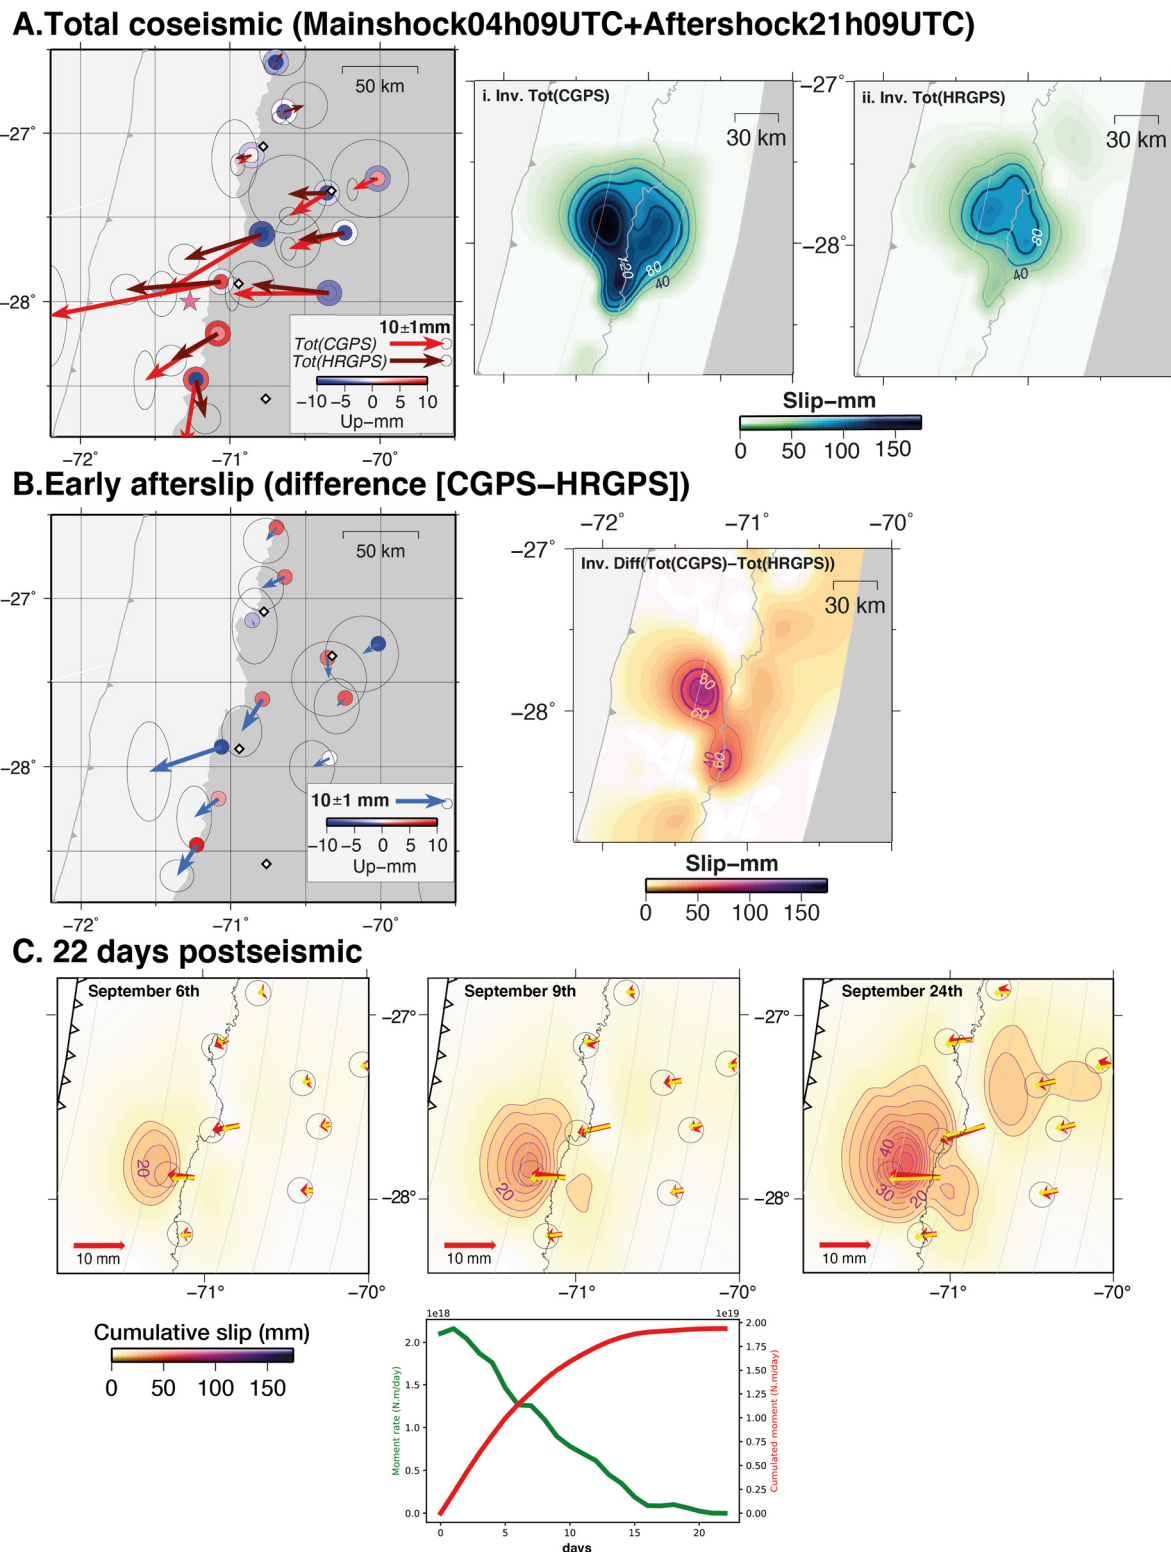 A.Total coseismic (Mainshock04h09UTC+Aftershock21h09UTC)
50 km
−27°
−28°
−72°
−71°
−70°
10±1mm
Tot(CGPS)
Tot(HRGPS)
−10 −5 0 5 10
Up−mm
i. Inv. Tot(CGPS)
30 km
120
80
40
−27°
−28°
ii. Inv. Tot(HRGPS)
30 km
80
40
Slip−mm
0 50 100 150
B.Early afterslip (difference [CGPS−HRGPS])
50 km
−27°
−28°
−72°
−71°
−70°
10±1 mm
−10 −5 0 5 10
Up−mm
−72°
−71°
−70°
−27°
−28°
Inv. Diff(Tot(CGPS)−Tot(HRGPS))
30 km
80
60
40
60
Slip−mm
0 50 100 150
C. 22 days postseismic
September 6th
20
10 mm
−71°
−27°
−28°
September 9th
20
10 mm
−71°
−70°
−27°
−28°
September 24th
40
30
20
10 mm
−71°
−70°
−27°
−28°
Cumulative slip (mm)
0 50 100 150
1e18
1e19
2.0
1.5
1.0
0.5
0.0
Moment rate (N.m/day)
2.00
1.75
1.50
1.25
1.00
0.75
0.50
0.25
0.00
Cumulated moment (N.m/day)
0 5 10 15 20
days